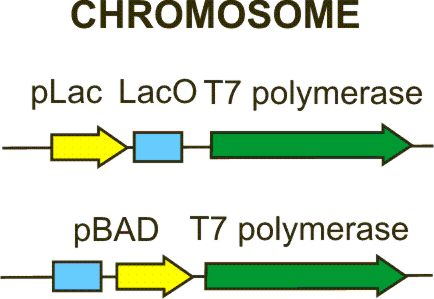 CHROMOSOME
pLac LacO T7 polymerase
pBAD T7 polymerase